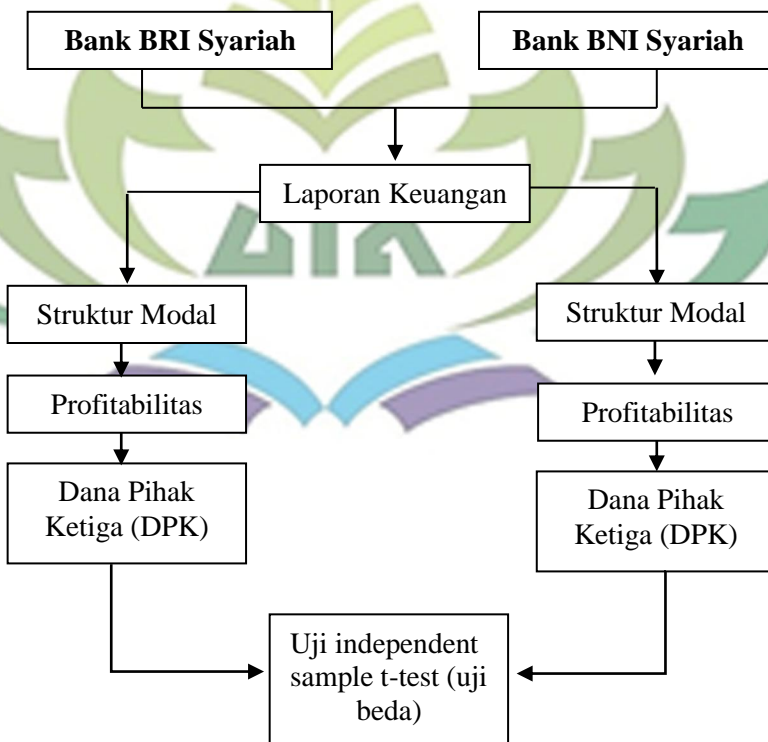 Bank BRI Syariah
Bank BNI Syariah
Laporan Keuangan
Struktur Modal
Struktur Modal
Profitabilitas
Profitabilitas
Dana Pihak
Ketiga (DPK)
Dana Pihak
Ketiga (DPK)
Uji independent
sample t-test (uji
beda)